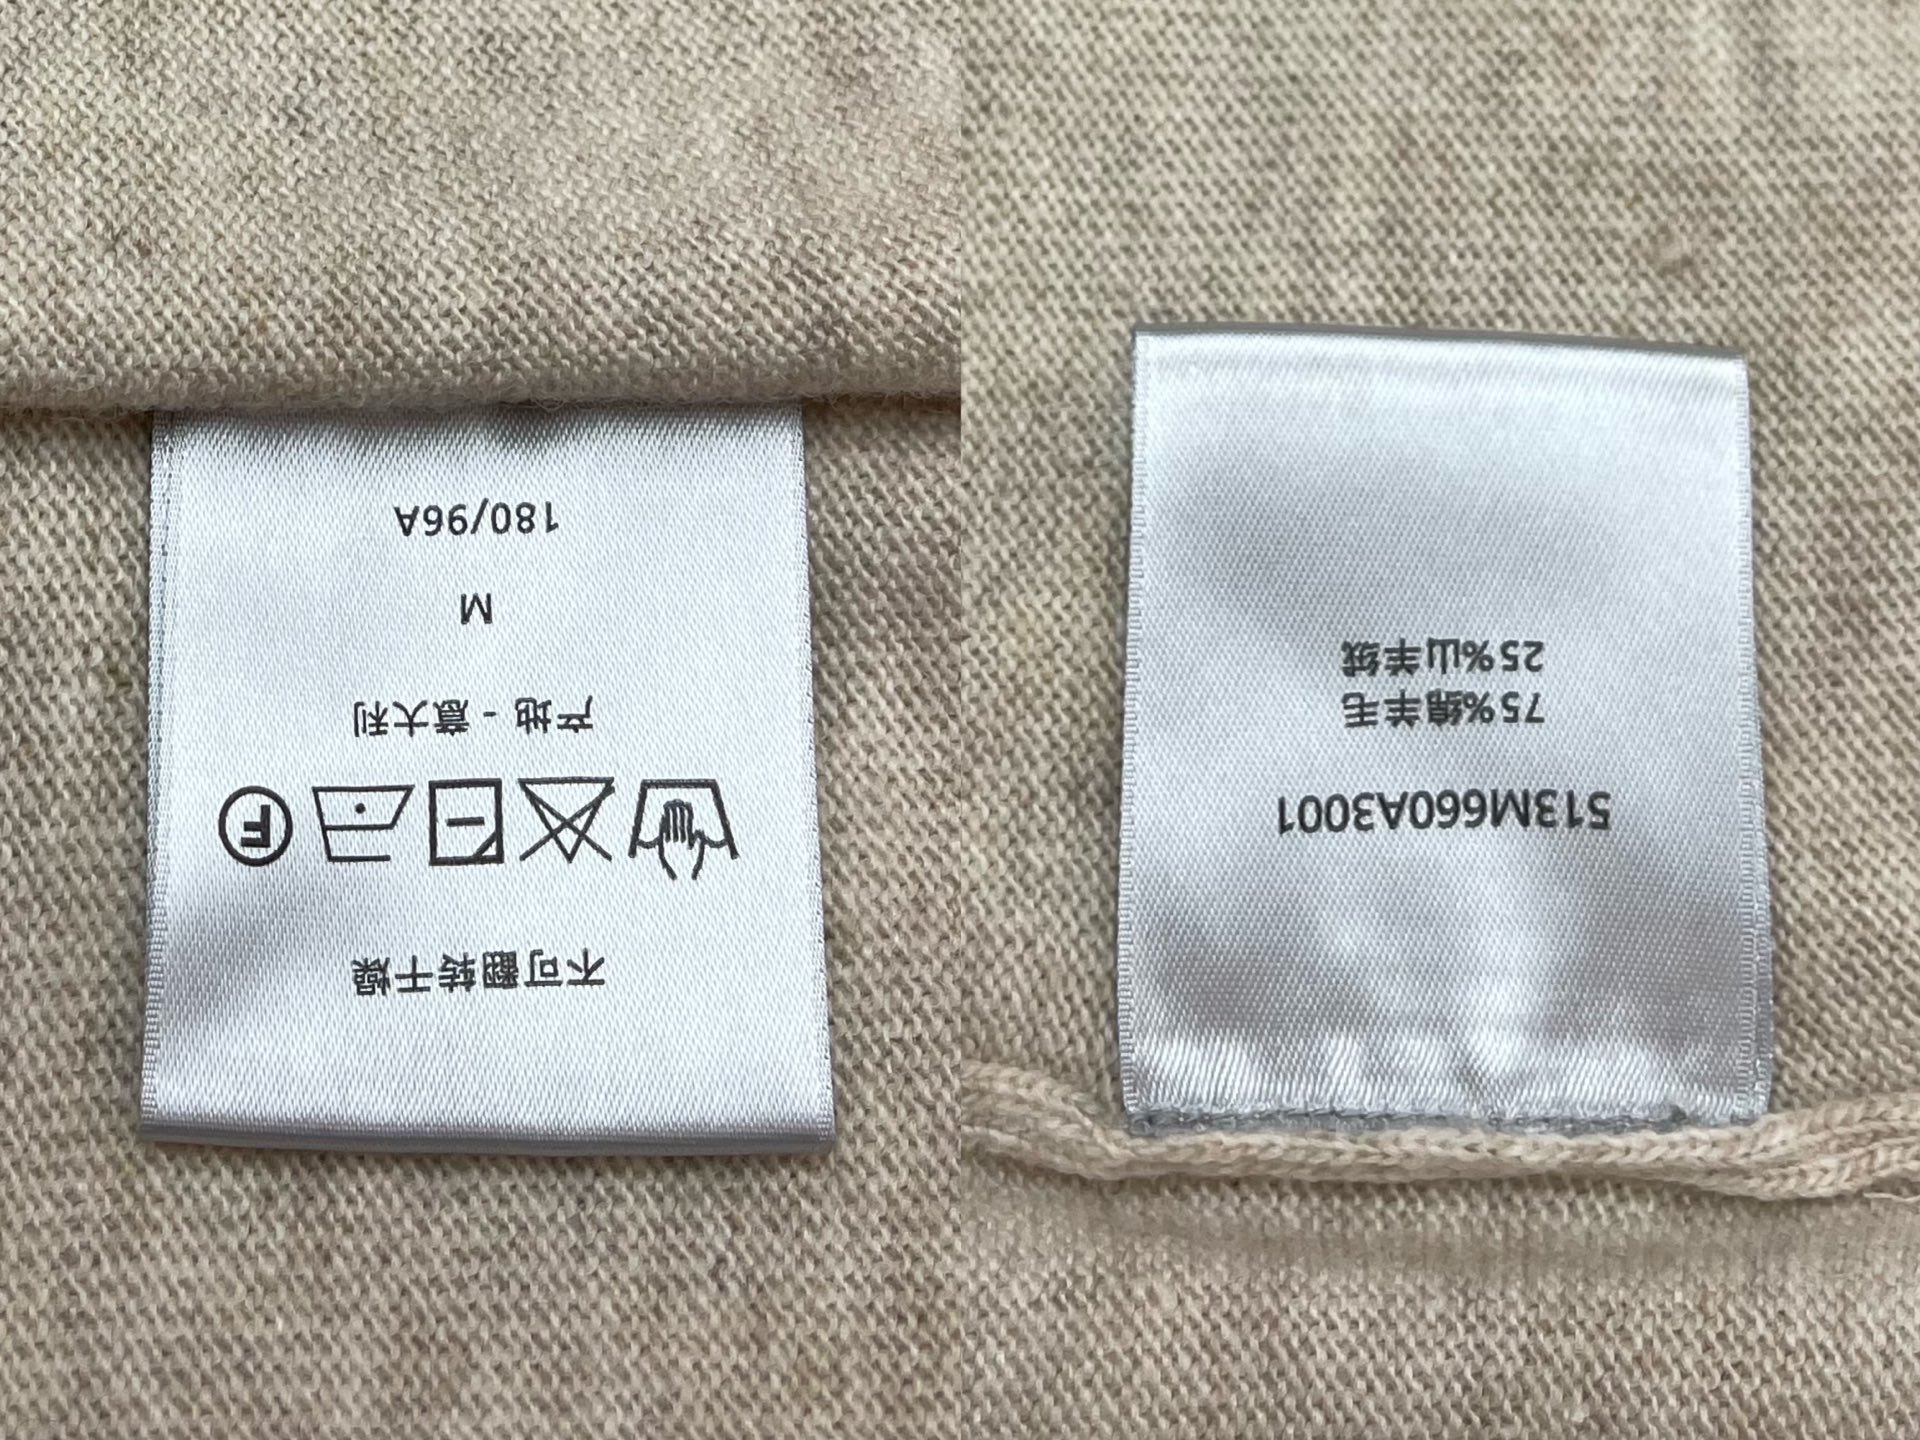 513M660A3001
75%绵羊毛
25%山羊绒
不可翻转干燥
F
产地 - 意大利
M
180/96A